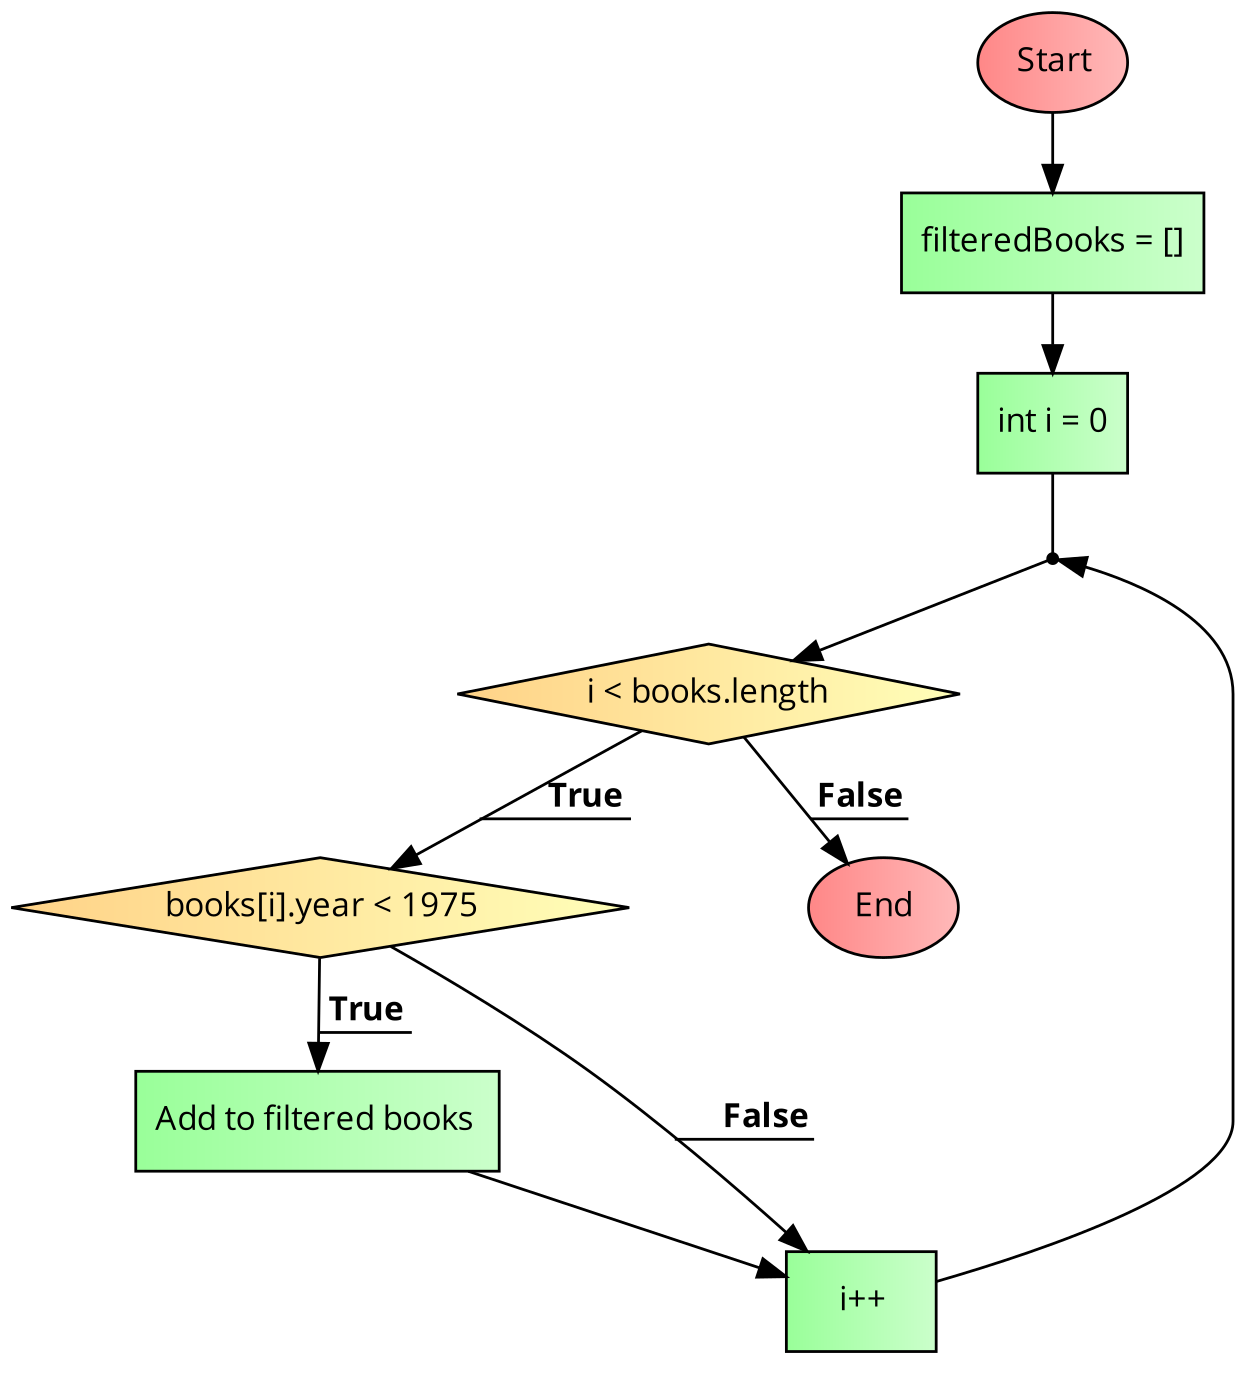 Start
filteredBooks = []
int i = 0
i < books.length
True
False
books[i].year < 1975
End
True
Add to filtered books
False
i++